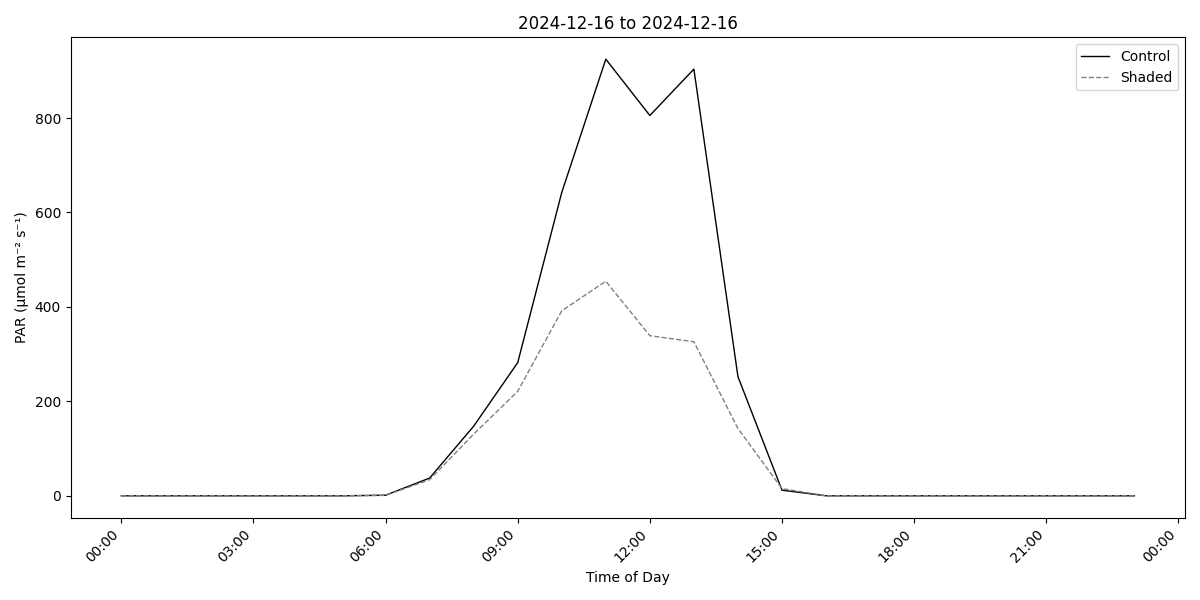 2024-12-16 to 2024-12-16
Control
Shaded
PAR (μmol m⁻² s⁻¹)
800
600
400
200
0
00:00
03:00
06:00
09:00
12:00
15:00
18:00
21:00
00:00
Time of Day